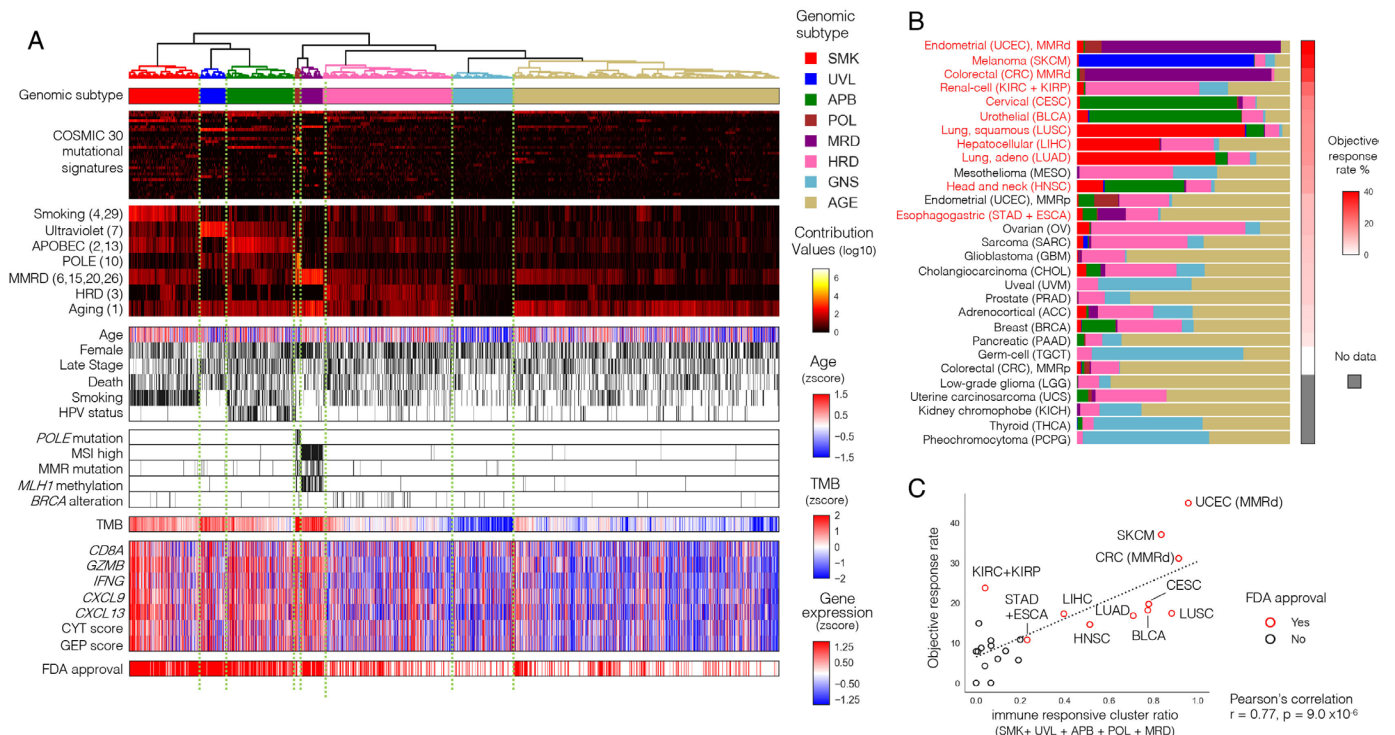 A
Genomic subtype
COSMIC 30
mutational
signatures
Smoking (4,29)
Ultraviolet (7)
APOBEC (2,13)
POLE (10)
MMRD (6,15,20,26)
HRD (3)
Aging (1)
Age
Female
Late Stage
Death
Smoking
HPV status
POLE mutation
MSI high
MMR mutation
MLH1 methylation
BRCA alteration
TMB
CD8A
GZMB
IFNG
CXCL9
CXCL13
CYT score
GEP score
FDA approval
Genomic
subtype
SMK
UVL
APB
POL
MRD
HRD
GNS
AGE
Contribution
Values (log10)
6
4
2
0
Age
(zscore)
1.5
0.5
-0.5
-1.5
TMB
(zscore)
2
1
0
-1
-2
Gene
expression
(zscore)
1.25
0.50
-0.50
-1.25
B
Endometrial (UCEC), MMRd
Melanoma (SKCM)
Colorectal (CRC) MMRd
Renal-cell (KIRC + KIRP)
Cervical (CESC)
Urothelial (BLCA)
Lung, squamous (LUSC)
Hepatocellular (LIHC)
Lung, adeno (LUAD)
Mesothelioma (MESO)
Head and neck (HNSC)
Endometrial (UCEC), MMRp
Esophagogastric (STAD + ESCA)
Ovarian (OV)
Sarcoma (SARC)
Glioblastoma (GBM)
Cholangiocarcinoma (CHOL)
Uveal (UVM)
Prostate (PRAD)
Adrenocortical (ACC)
Breast (BRCA)
Pancreatic (PAAD)
Germ-cell (TGCT)
Colorectal (CRC), MMRp
Low-grade glioma (LGG)
Uterine carcinosarcoma (UCS)
Kidney chromophobe (KICH)
Thyroid (THCA)
Pheochromocytoma (PCPG)
Objective
response
rate %
40
20
0
No data
C
Objective response rate
40
30
20
10
0
UCEC (MMRd)
SKCM
CRC (MMRd)
KIRC+KIRP
STAD
+ESCA
LIHC
HNSC
LUAD
CESC
BLCA
LUSC
0.0 0.2 0.4 0.6 0.8 1.0
immune responsive cluster ratio
(SMK+ UVL + APB + POL + MRD)
FDA approval
Yes
No
Pearson's correlation
r = 0.77, p = 9.0 x10-6